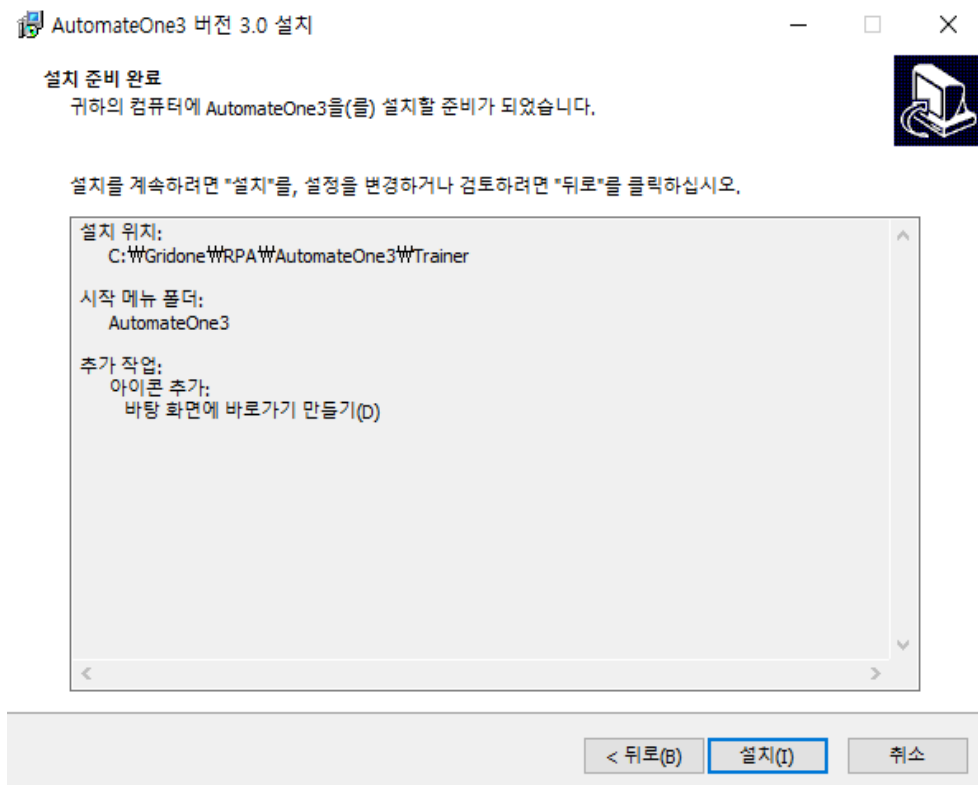 AutomateOne3 버전 3.0 설치
설치 준비 완료
귀하의 컴퓨터에 AutomateOne3을(를) 설치할 준비가 되었습니다.
설치를 계속하려면 "설치"를, 설정을 변경하거나 검토하려면 "뒤로"를 클릭하십시오.
설치 위치:
C:₩Gridone₩RPA₩AutomateOne3₩Trainer
시작 메뉴 폴더:
AutomateOne3
추가 작업:
아이콘 추가:
바탕 화면에 바로가기 만들기(D)
< 뒤로(B) 설치(I) 취소